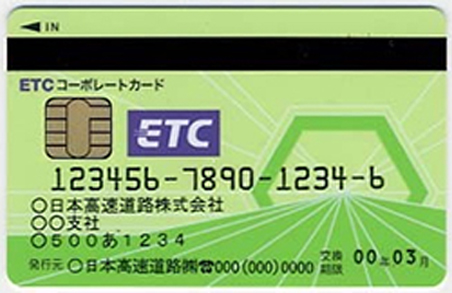 IN
ETCコーポレートカード
ETC
123456-7890-1234-6
○日本高速道路株式会社
○○支社
○500あ1234
発行元 ○日本高速道路㈱☎000(000)0000 交換期限 00年03月